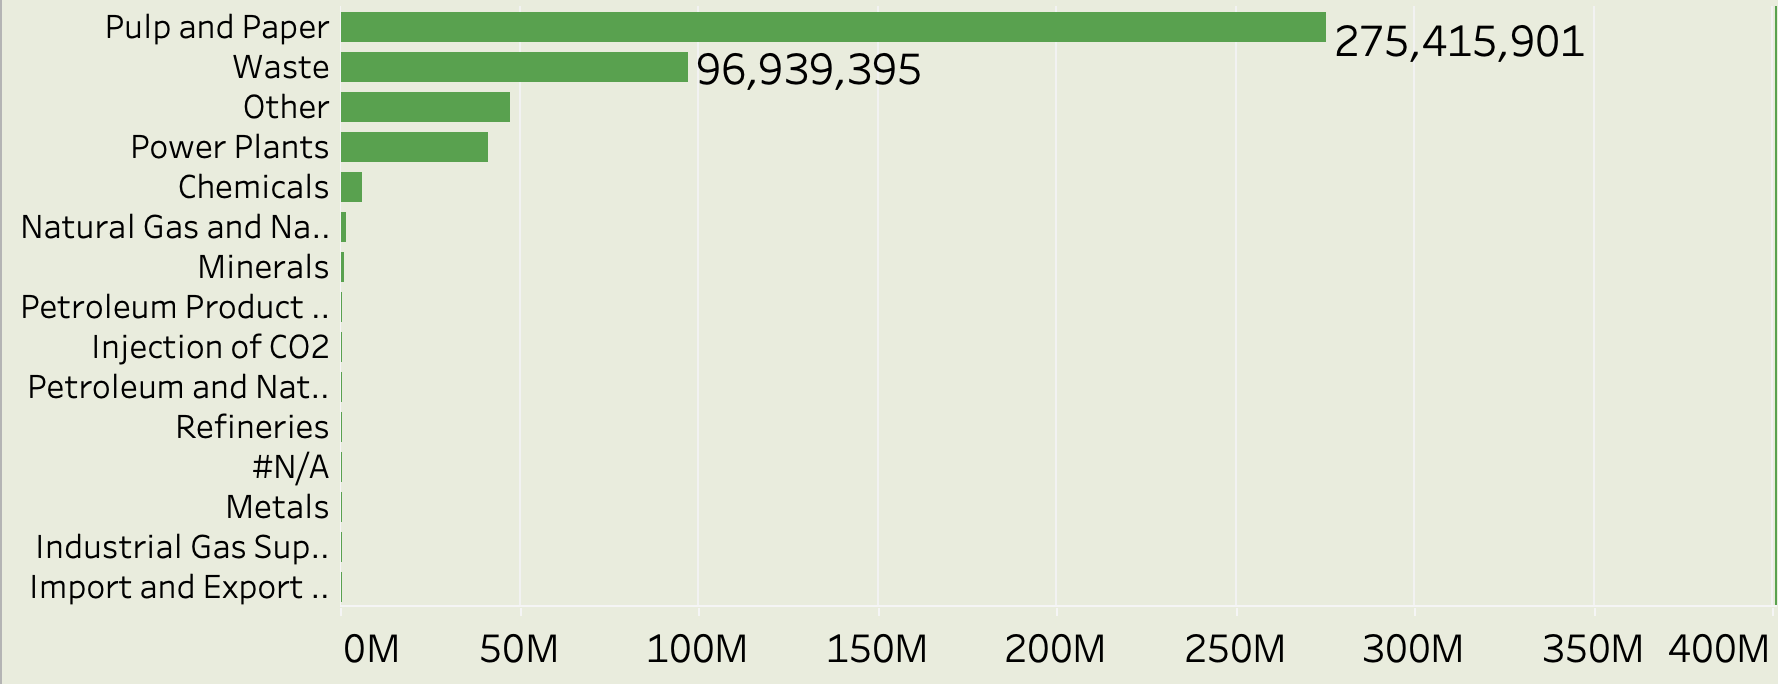 Pulp and Paper
275,415,901
Waste
96,939,395
Other
Power Plants
Chemicals
Natural Gas and Na..
Minerals
Petroleum Product ..
Injection of CO2
Petroleum and Nat..
Refineries
#N/A
Metals
Industrial Gas Sup..
Import and Export ..
0M 50M 100M 150M 200M 250M 300M 350M 400M